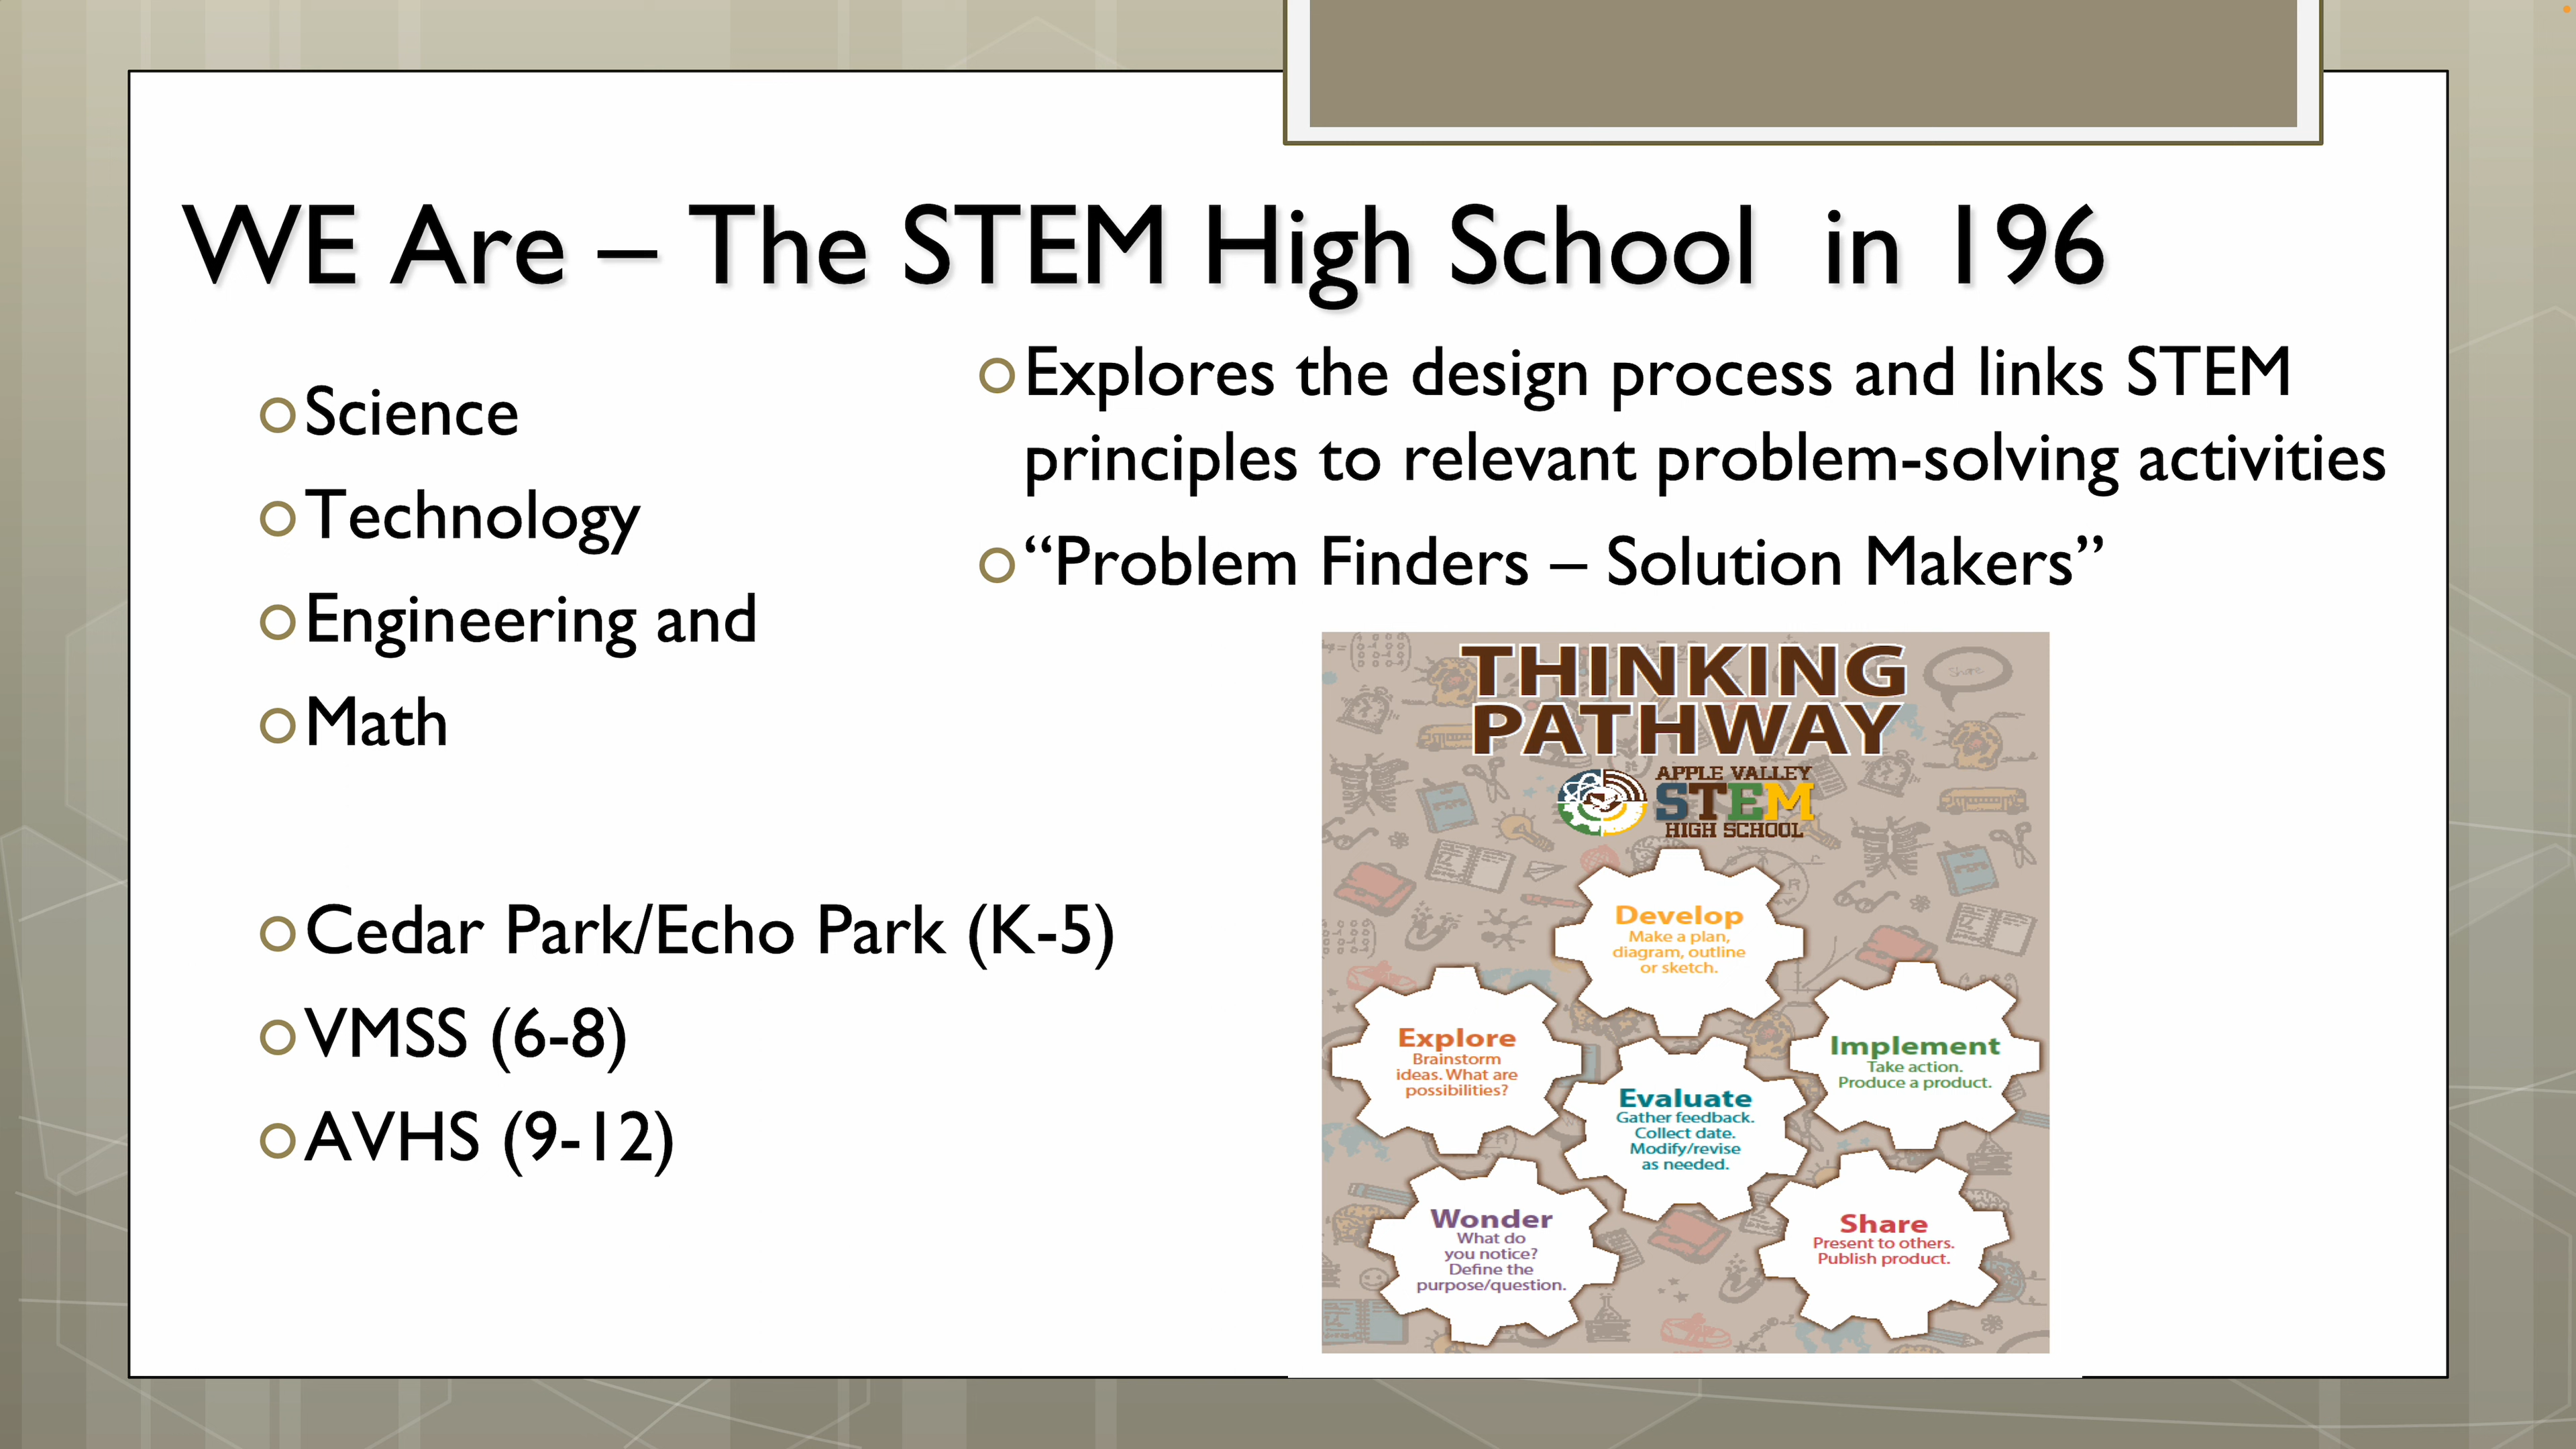 WE Are – The STEM High School in 196
Science
Technology
Engineering and
Math
Cedar Park/Echo Park (K-5)
VMSS (6-8)
AVHS (9-12)
Explores the design process and links STEM
principles to relevant problem-solving activities
“Problem Finders – Solution Makers”
THINKING
PATHWAY
Share
APPLE VALLEY
STEM
HIGH SCHOOL
Develop
Make a plan,
diagram, outline
or sketch.
Explore
Brainstorm
ideas. What are
possibilities?
Implement
Take action.
Produce a product.
Evaluate
Gather feedback.
Collect date.
Modify/revise
as needed.
Wonder
What do
you notice?
Define the
purpose/question.
Share
Present to others.
Publish product.